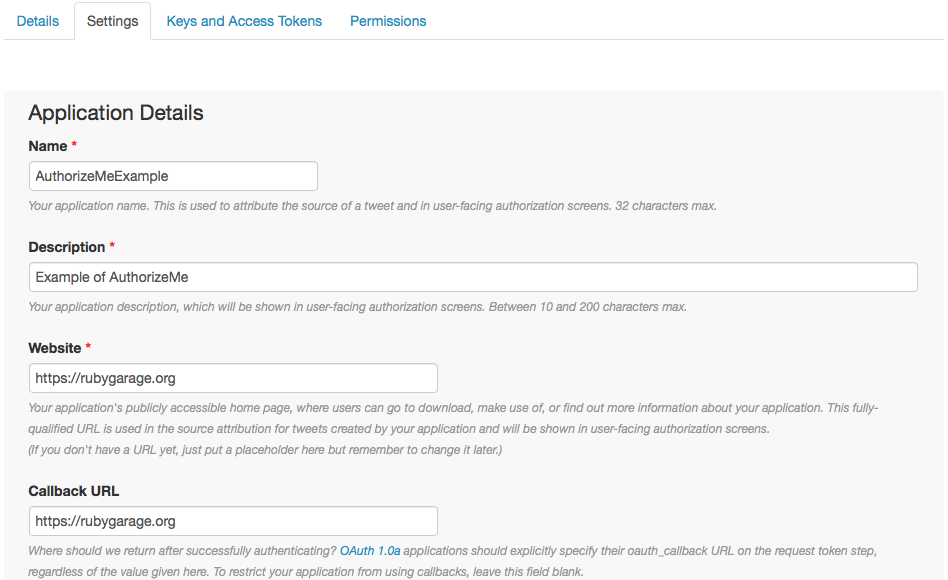 Details Settings Keys and Access Tokens Permissions
Application Details
Name *
AuthorizeMeExample
Your application name. This is used to attribute the source of a tweet and in user-facing authorization screens. 32 characters max.
Description *
Example of AuthorizeMe
Your application description, which will be shown in user-facing authorization screens. Between 10 and 200 characters max.
Website *
https://rubygarage.org
Your application's publicly accessible home page, where users can go to download, make use of, or find out more information about your application. This fully-
qualified URL is used in the source attribution for tweets created by your application and will be shown in user-facing authorization screens.
(If you don't have a URL yet, just put a placeholder here but remember to change it later.)
Callback URL
https://rubygarage.org
Where should we return after successfully authenticating? OAuth 1.0a applications should explicitly specify their oauth_callback URL on the request token step,
regardless of the value given here. To restrict your application from using callbacks, leave this field blank.